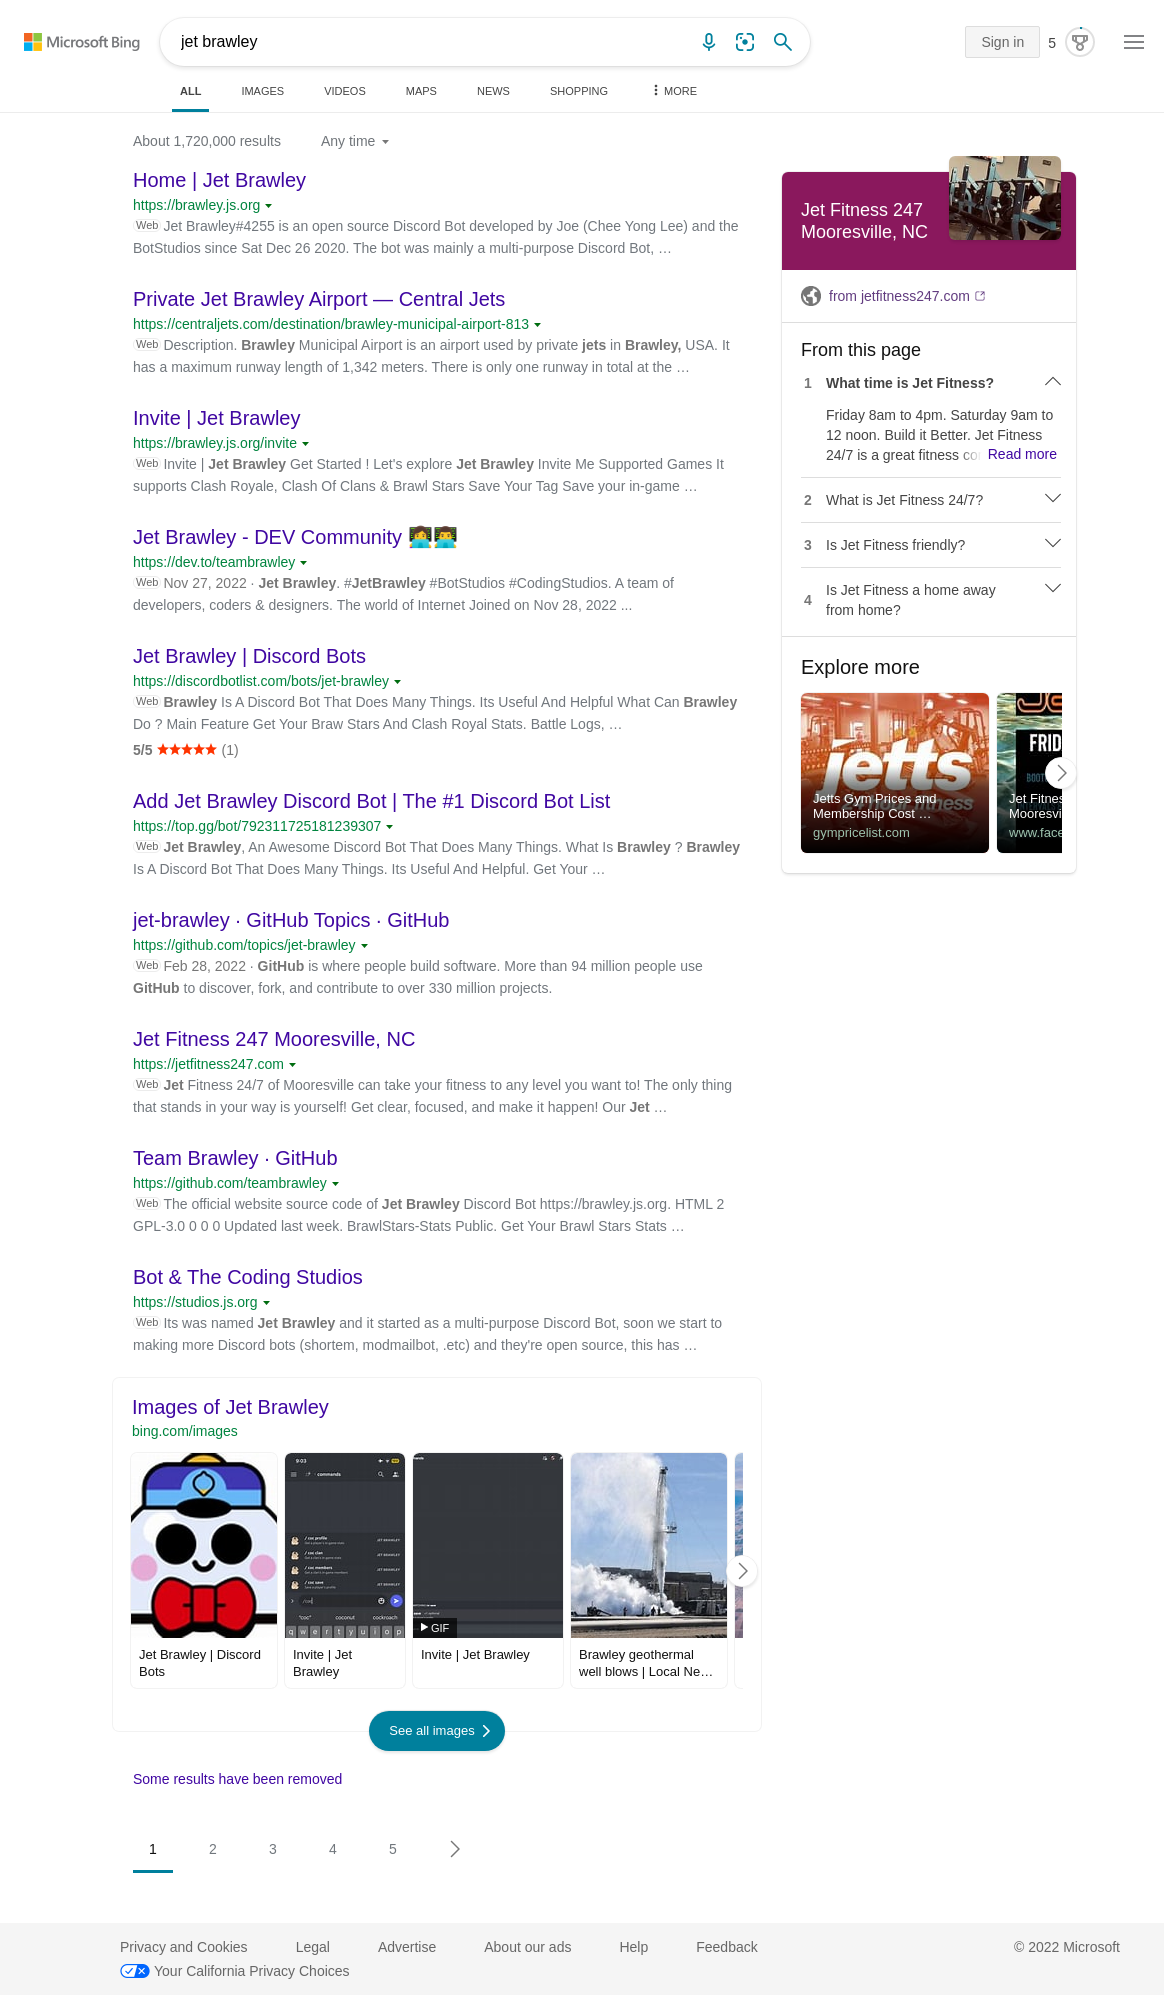 Microsoft Bing
jet brawley
Sign in
5
ALL
IMAGES
VIDEOS
MAPS
NEWS
SHOPPING
MORE
About 1,720,000 results
Any time
Home | Jet Brawley
https://brawley.js.org
Web Jet Brawley#4255 is an open source Discord Bot developed by Joe (Chee Yong Lee) and the
BotStudios since Sat Dec 26 2020. The bot was mainly a multi-purpose Discord Bot, …
Private Jet Brawley Airport — Central Jets
https://centraljets.com/destination/brawley-municipal-airport-813
Web Description. Brawley Municipal Airport is an airport used by private jets in Brawley, USA. It
has a maximum runway length of 1,342 meters. There is only one runway in total at the …
Invite | Jet Brawley
https://brawley.js.org/invite
Web Invite | Jet Brawley Get Started ! Let's explore Jet Brawley Invite Me Supported Games It
supports Clash Royale, Clash Of Clans & Brawl Stars Save Your Tag Save your in-game …
Jet Brawley - DEV Community 👩‍💻👨‍💻
https://dev.to/teambrawley
Web Nov 27, 2022 · Jet Brawley. #JetBrawley #BotStudios #CodingStudios. A team of
developers, coders & designers. The world of Internet Joined on Nov 28, 2022 ...
Jet Brawley | Discord Bots
https://discordbotlist.com/bots/jet-brawley
Web Brawley Is A Discord Bot That Does Many Things. Its Useful And Helpful What Can Brawley
Do ? Main Feature Get Your Braw Stars And Clash Royal Stats. Battle Logs, …
5/5 ★★★★★ (1)
Add Jet Brawley Discord Bot | The #1 Discord Bot List
https://top.gg/bot/792311725181239307
Web Jet Brawley, An Awesome Discord Bot That Does Many Things. What Is Brawley ? Brawley
Is A Discord Bot That Does Many Things. Its Useful And Helpful. Get Your …
jet-brawley · GitHub Topics · GitHub
https://github.com/topics/jet-brawley
Web Feb 28, 2022 · GitHub is where people build software. More than 94 million people use
GitHub to discover, fork, and contribute to over 330 million projects.
Jet Fitness 247 Mooresville, NC
https://jetfitness247.com
Web Jet Fitness 24/7 of Mooresville can take your fitness to any level you want to! The only thing
that stands in your way is yourself! Get clear, focused, and make it happen! Our Jet …
Team Brawley · GitHub
https://github.com/teambrawley
Web The official website source code of Jet Brawley Discord Bot https://brawley.js.org. HTML 2
GPL-3.0 0 0 0 Updated last week. BrawlStars-Stats Public. Get Your Brawl Stars Stats …
Bot & The Coding Studios
https://studios.js.org
Web Its was named Jet Brawley and it started as a multi-purpose Discord Bot, soon we start to
making more Discord bots (shortem, modmailbot, .etc) and they're open source, this has …
Images of Jet Brawley
bing.com/images
9:03
commands
/ coc profile
JET BRAWLEY
/ coc clan
JET BRAWLEY
/ coc members
JET BRAWLEY
/ coc save
JET BRAWLEY
/coc
"coc" coconut cockroach
q w e r t y u i o p
GIF
Jet Brawley | Discord
Bots
Invite | Jet
Brawley
Invite | Jet Brawley
Brawley geothermal
well blows | Local Ne…
See all images
Some results have been removed
1
2
3
4
5
Jet Fitness 247
Mooresville, NC
from jetfitness247.com
From this page
1 What time is Jet Fitness?
Friday 8am to 4pm. Saturday 9am to
12 noon. Build it Better. Jet Fitness
24/7 is a great fitness co Read more
2 What is Jet Fitness 24/7?
3 Is Jet Fitness friendly?
4 Is Jet Fitness a home away
from home?
Explore more
jetts
24 hour fitness
Jetts Gym Prices and
Membership Cost …
gympricelist.com
FRID
BOOT
Jet Fitnes
Mooresvi
www.face
Privacy and Cookies
Legal
Advertise
About our ads
Help
Feedback
© 2022 Microsoft
Your California Privacy Choices